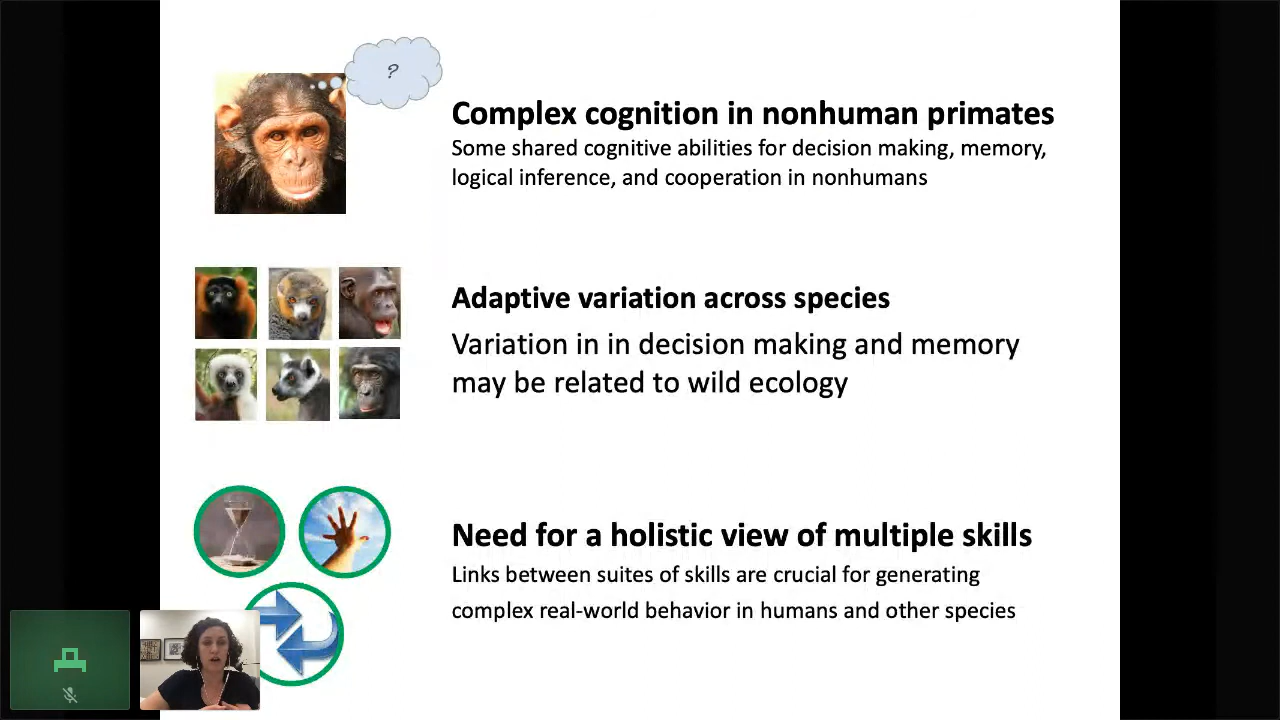 ?
Complex cognition in nonhuman primates
Some shared cognitive abilities for decision making, memory,
logical inference, and cooperation in nonhumans
Adaptive variation across species
Variation in in decision making and memory
may be related to wild ecology
Need for a holistic view of multiple skills
Links between suites of skills are crucial for generating
complex real-world behavior in humans and other species